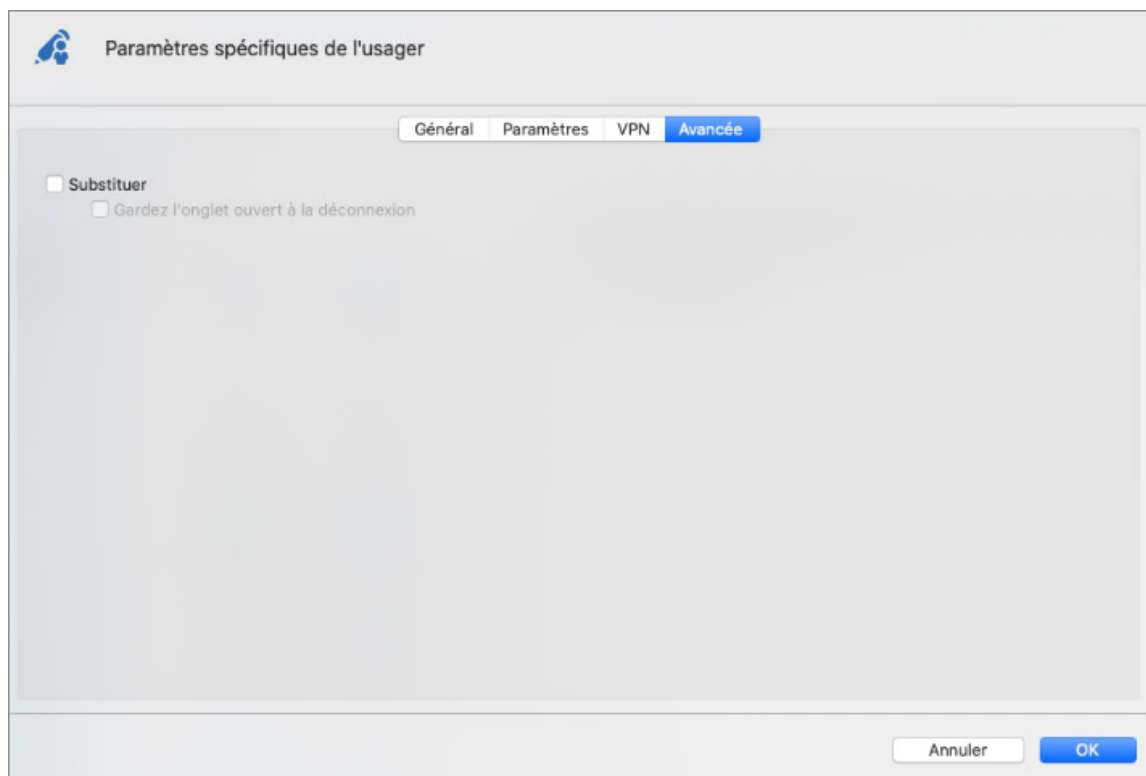 Paramètres spécifiques de l'usager
Général Paramètres VPN Avancée
Substituer
Gardez l'onglet ouvert à la déconnexion
Annuler OK